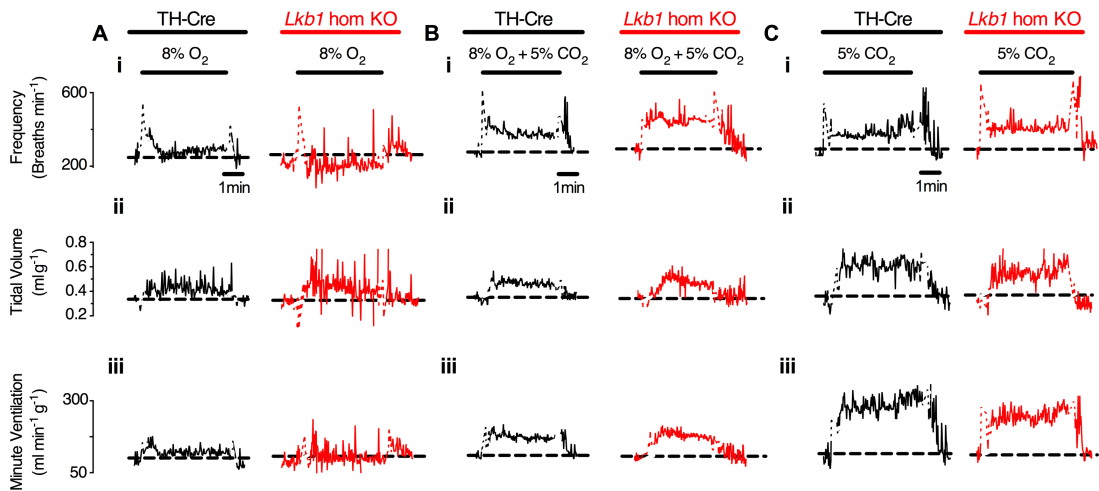 A
TH-Cre
Lkb1 hom KO
B
TH-Cre
Lkb1 hom KO
C
TH-Cre
Lkb1 hom KO
i
8% O2
8% O2
i
8% O2 + 5% CO2
8% O2 + 5% CO2
i
5% CO2
5% CO2
Frequency
(Breaths min-1)
600
200
1min
1min
1min
ii
ii
ii
Tidal Volume
(mlg-1)
0.8
0.6
0.4
0.2
iii
iii
iii
Minute Ventilation
(ml min-1 g-1)
300
50